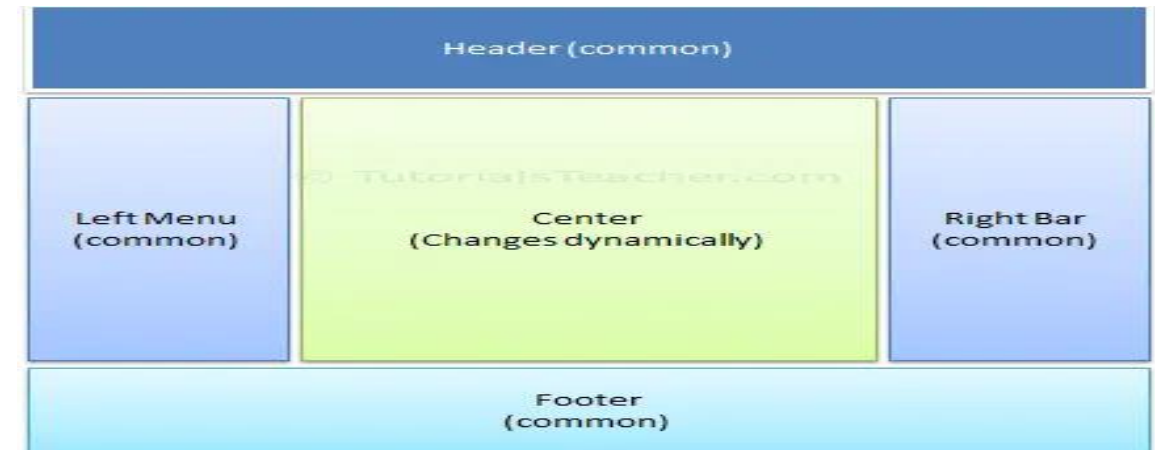 Header (common)
© TutorialsTeacher.com
Left Menu
(common)
Center
(Changes dynamically)
Right Bar
(common)
Footer
(common)